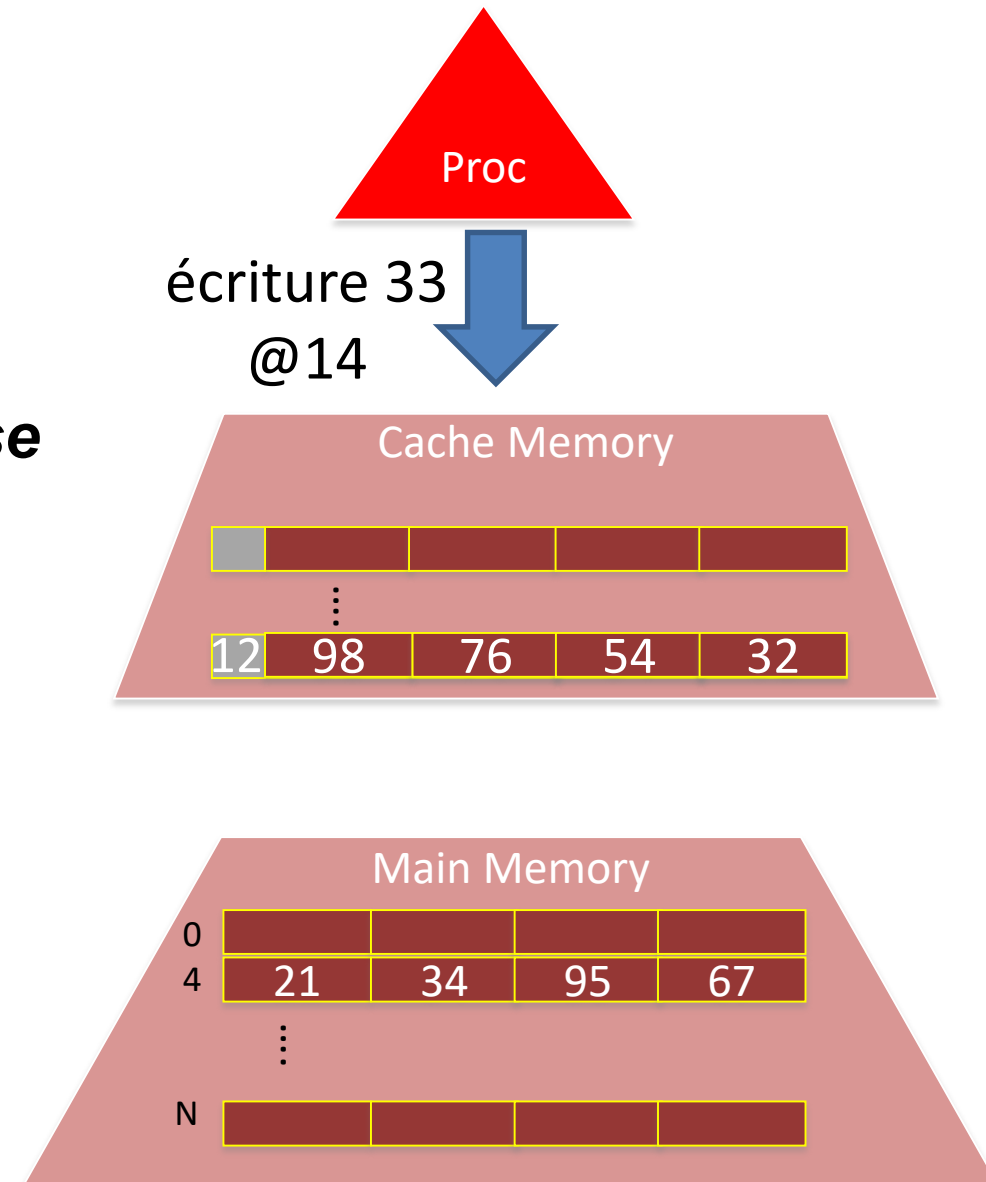 Proc
écriture 33
@14
se
Cache Memory
12 98 76 54 32
Main Memory
0
4 21 34 95 67
N